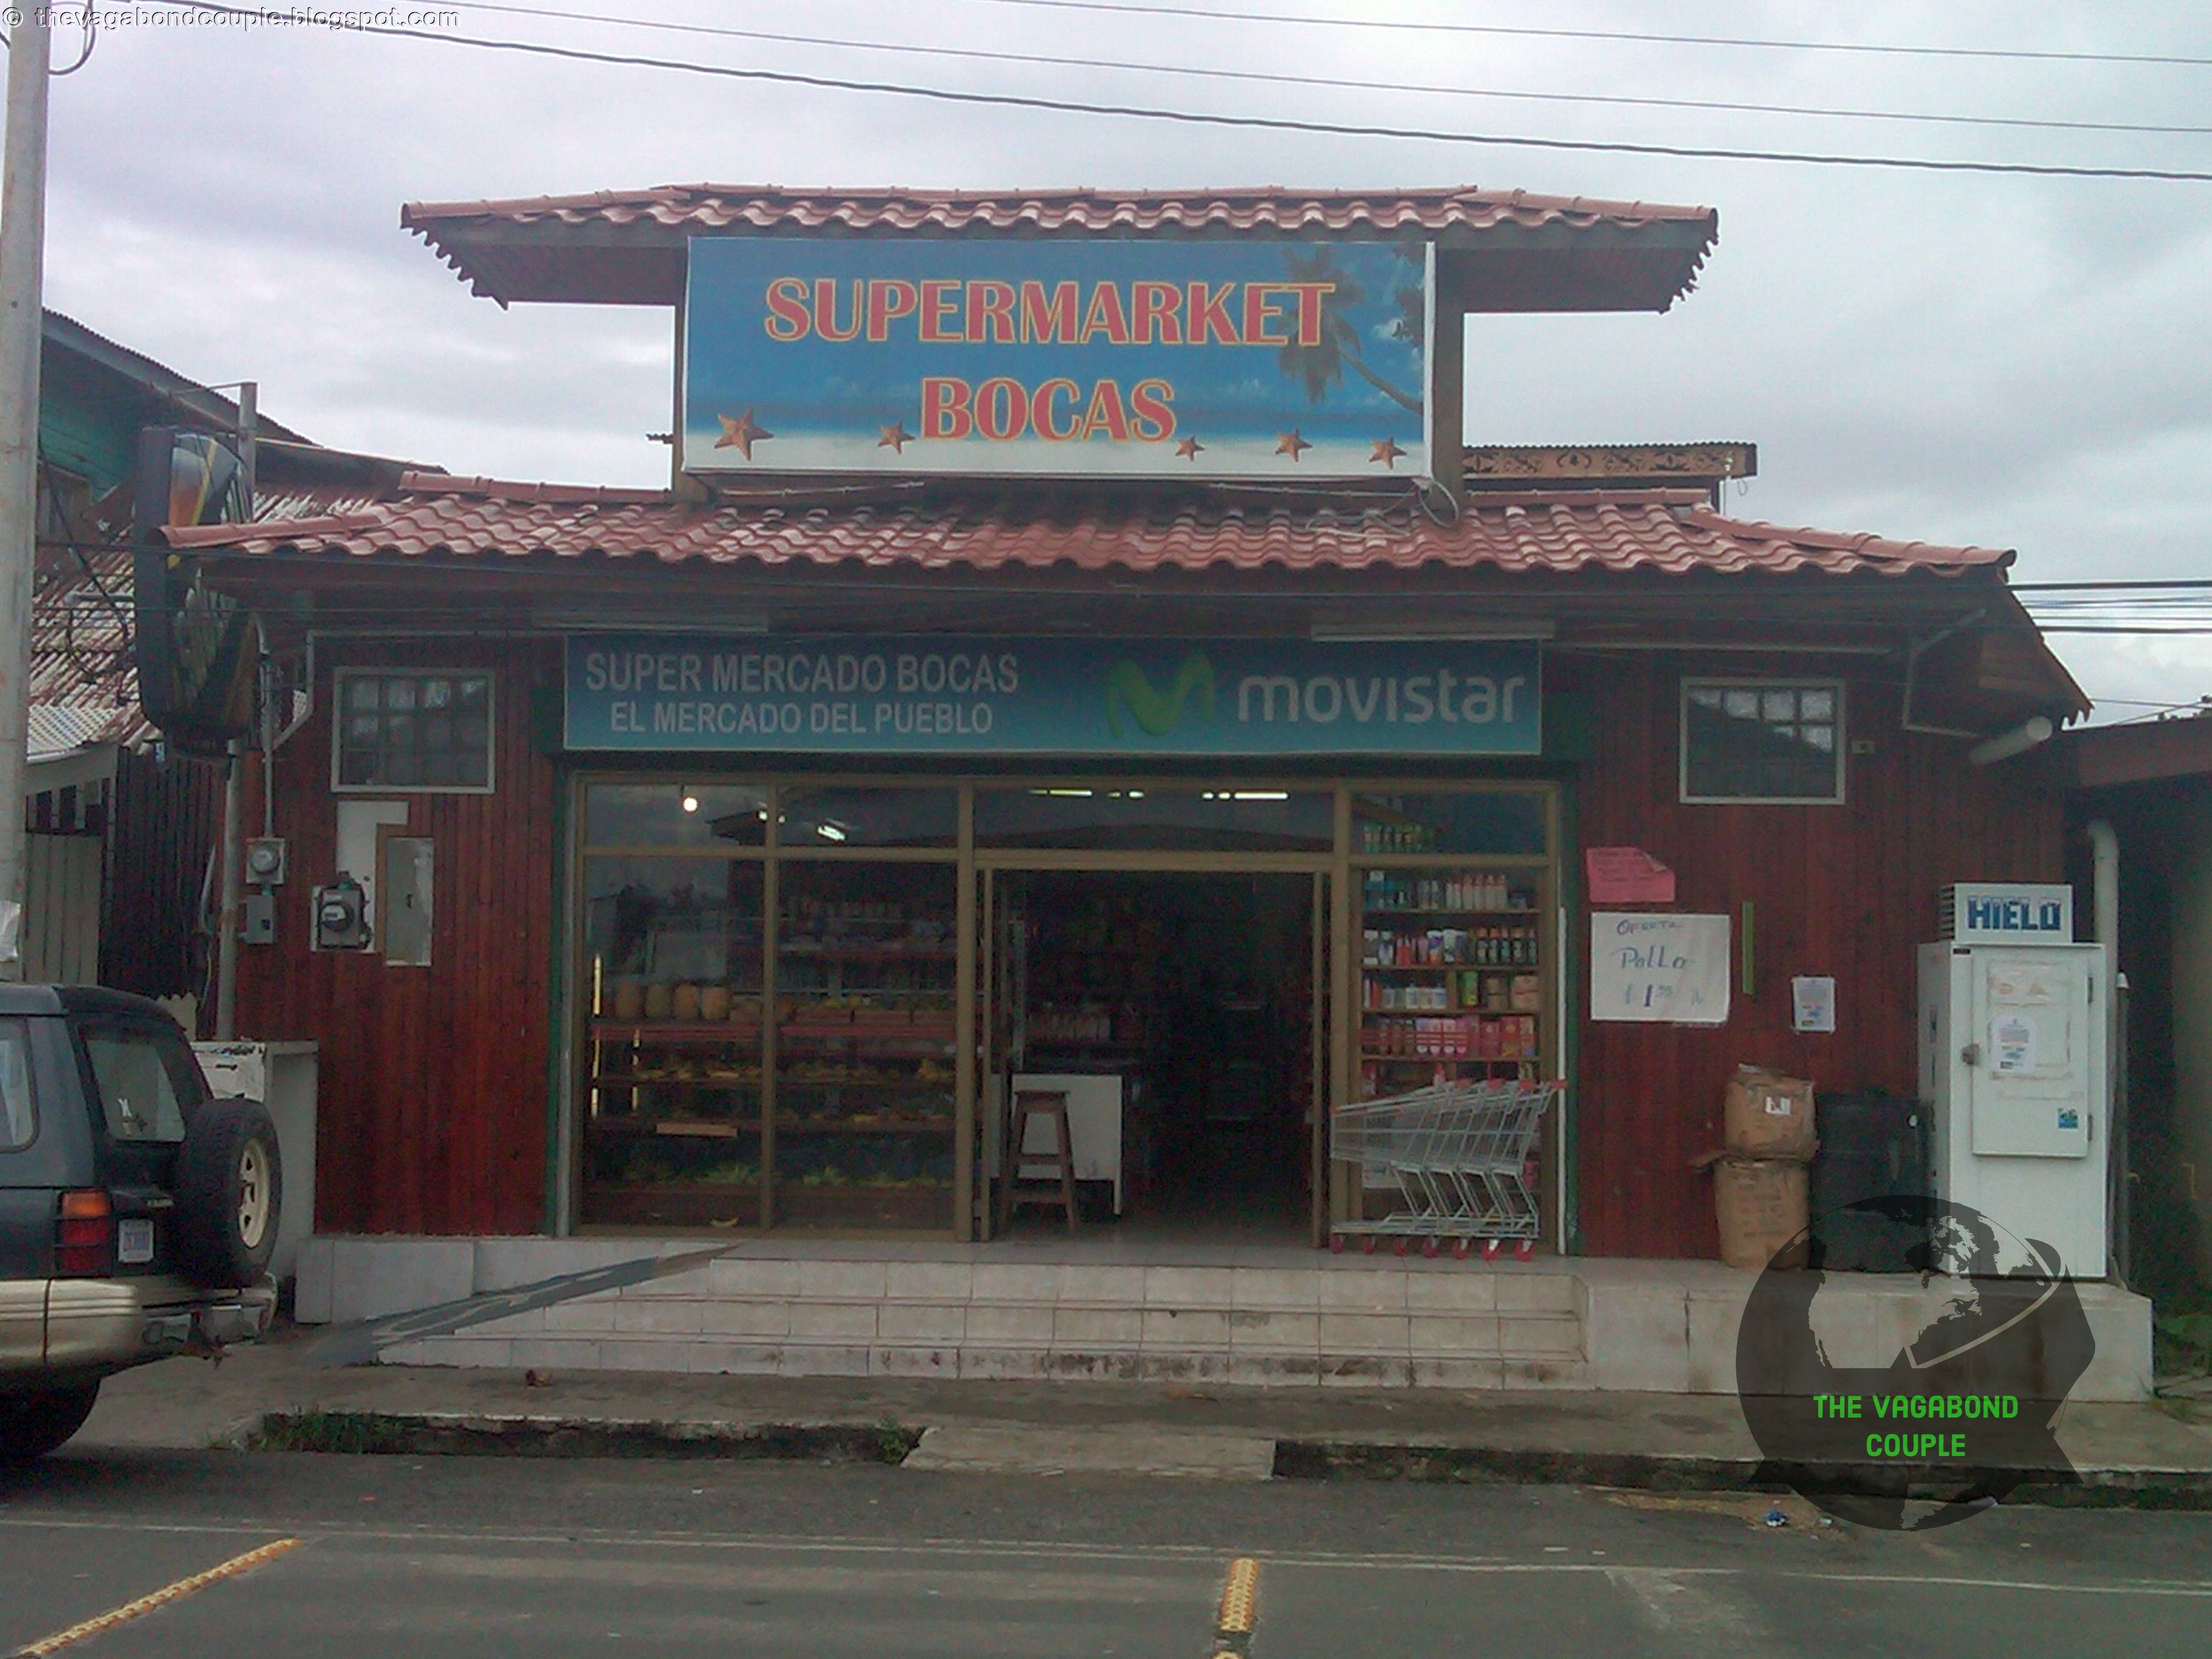 © thevagabondcouple.blogspot.com
SUPERMARKET
BOCAS
SUPER MERCADO BOCAS
EL MERCADO DEL PUEBLO
movistar
HIELO
OFERTA
Pollo
THE VAGABOND
COUPLE